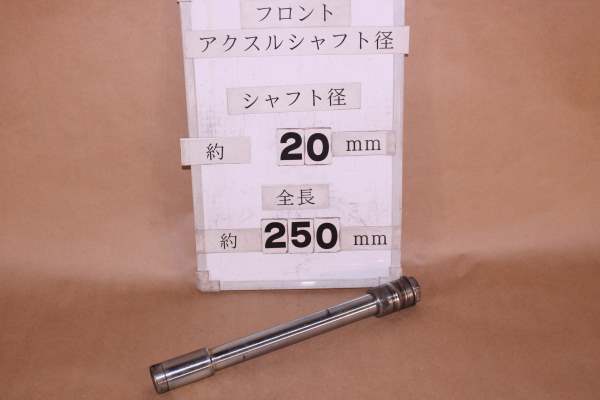 フロント
アクスルシャフト径
シャフト径
約 20 mm
全長
約 250 mm